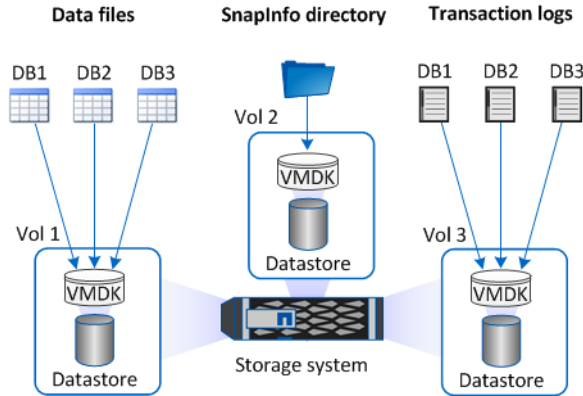 Data files
SnapInfo directory
Transaction logs
DB1
DB2
DB3
DB1
DB2
DB3
Vol 2
VMDK
Datastore
Vol 1
VMDK
Datastore
Vol 3
VMDK
Datastore
Storage system